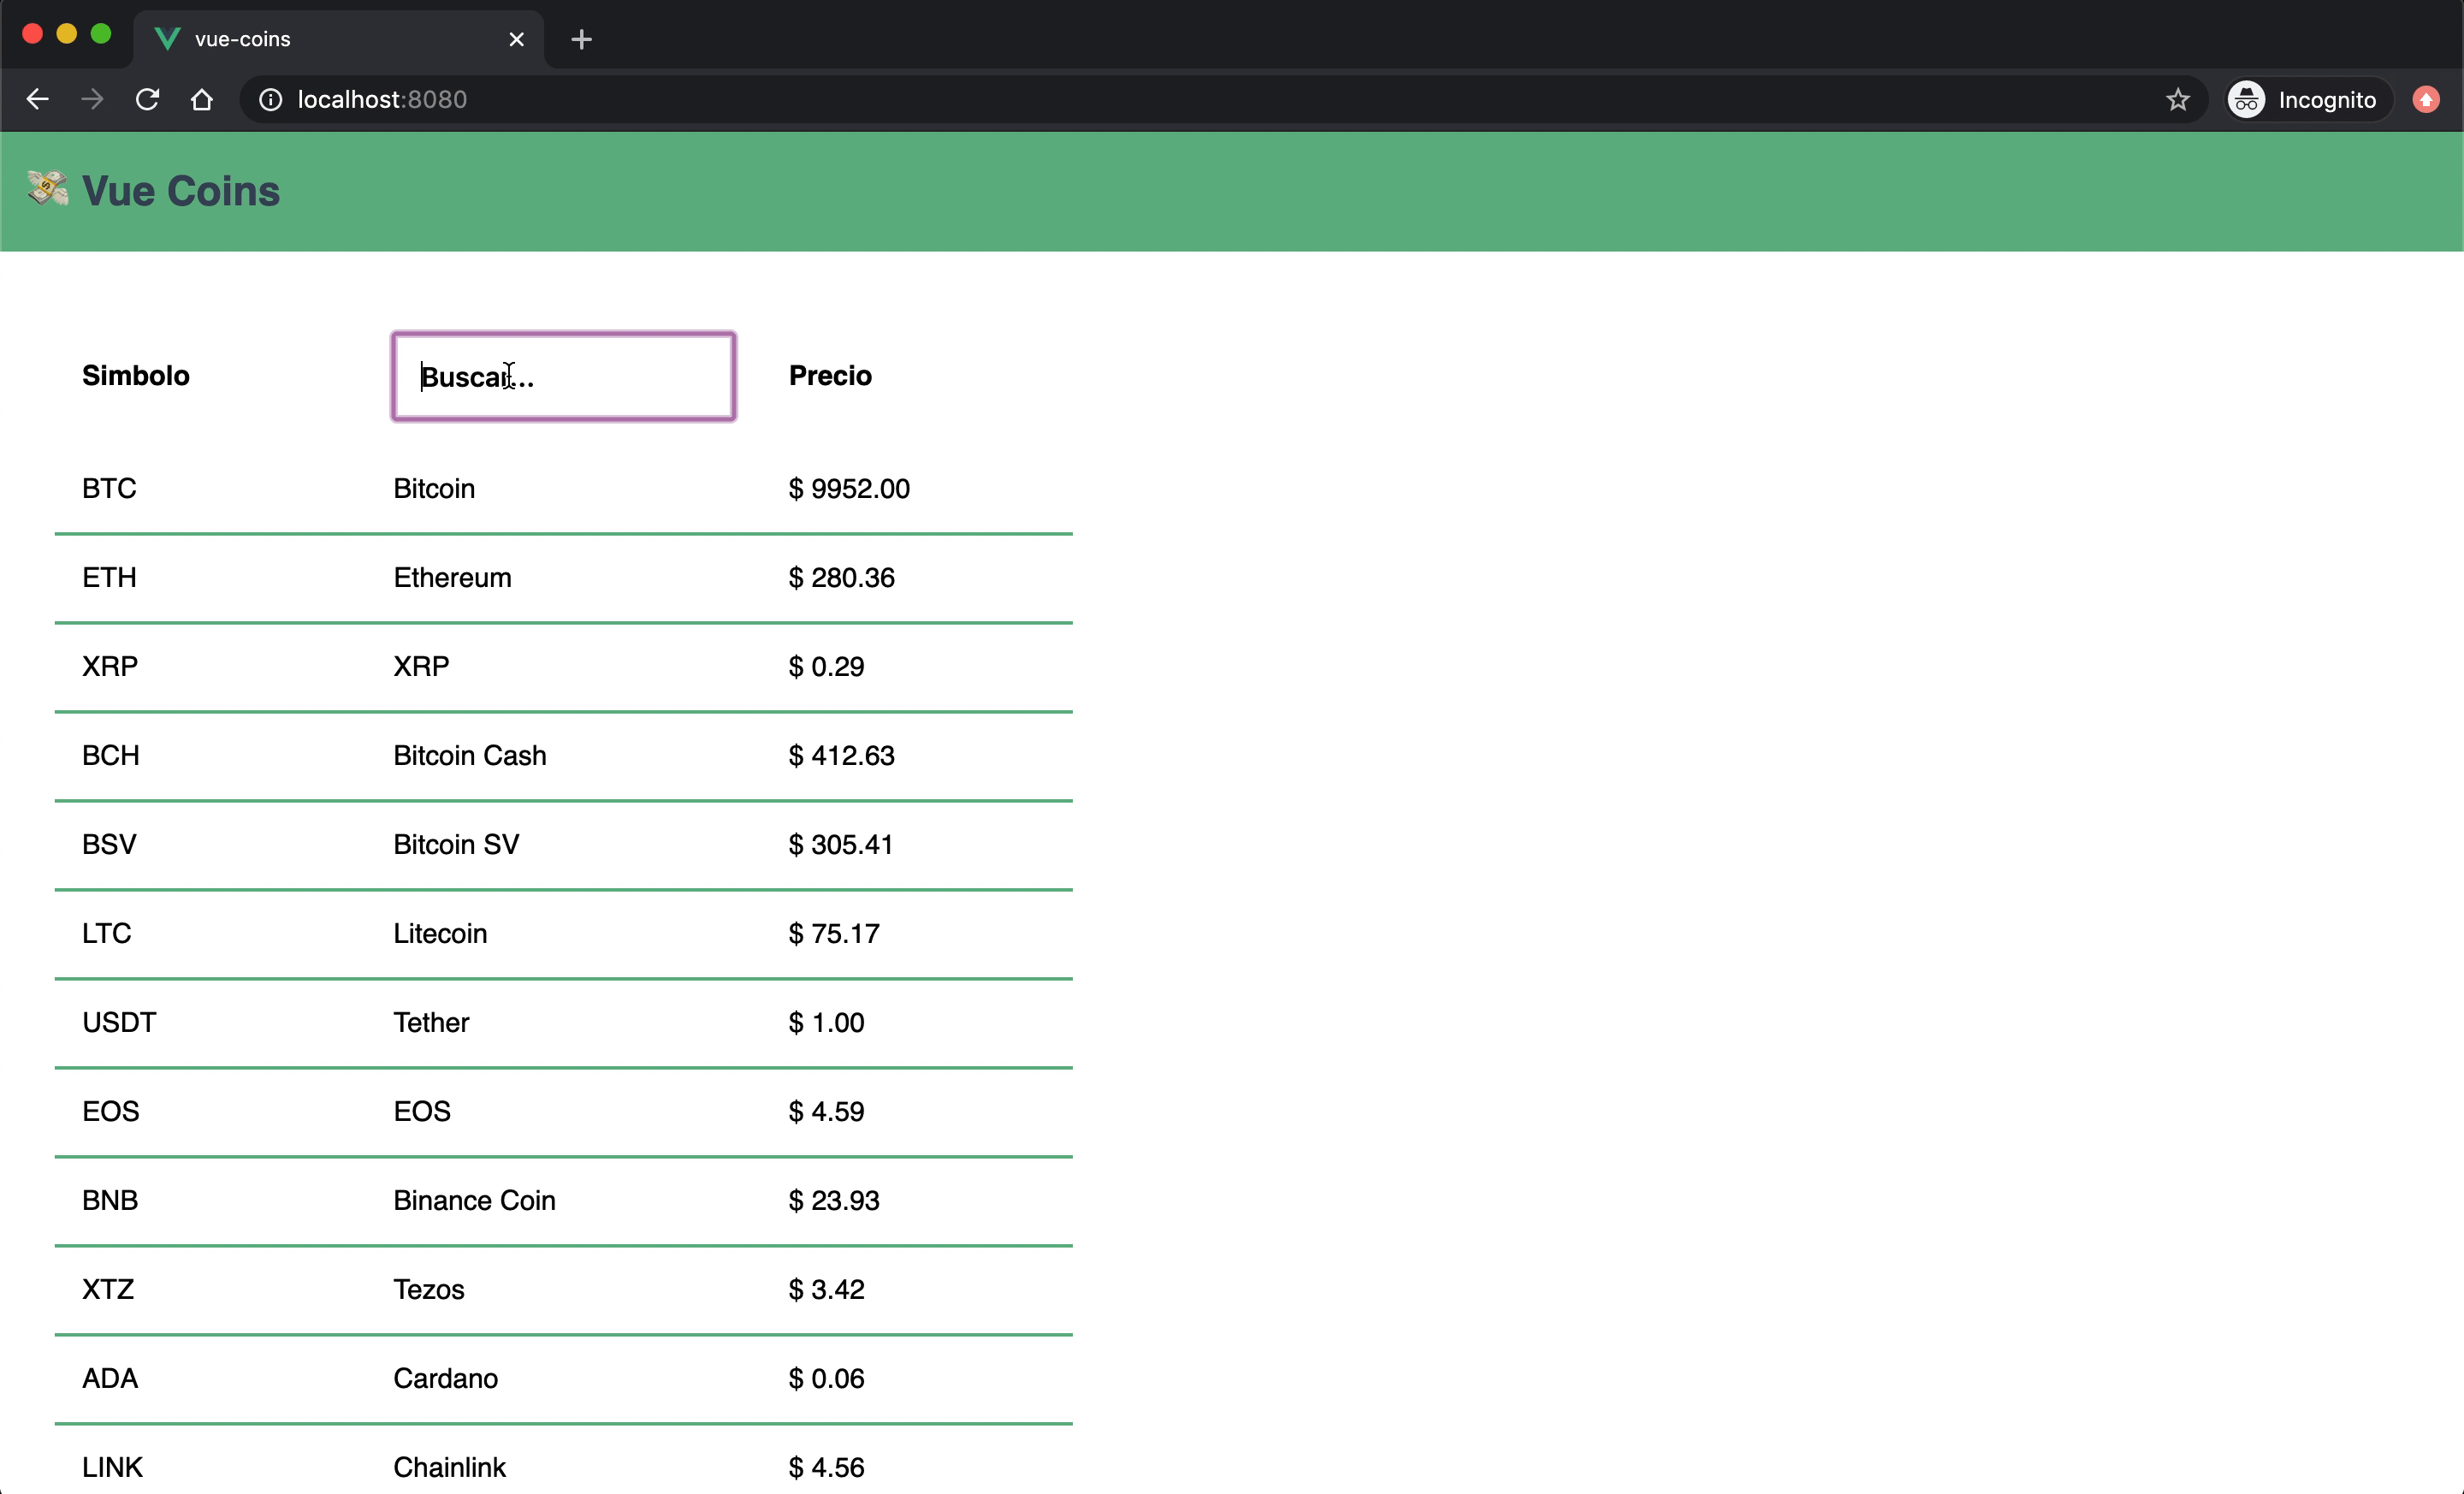 vue-coins
localhost:8080
Incognito
Vue Coins
Simbolo Buscar... Precio
BTC Bitcoin $ 9952.00
ETH Ethereum $ 280.36
XRP XRP $ 0.29
BCH Bitcoin Cash $ 412.63
BSV Bitcoin SV $ 305.41
LTC Litecoin $ 75.17
USDT Tether $ 1.00
EOS EOS $ 4.59
BNB Binance Coin $ 23.93
XTZ Tezos $ 3.42
ADA Cardano $ 0.06
LINK Chainlink $ 4.56